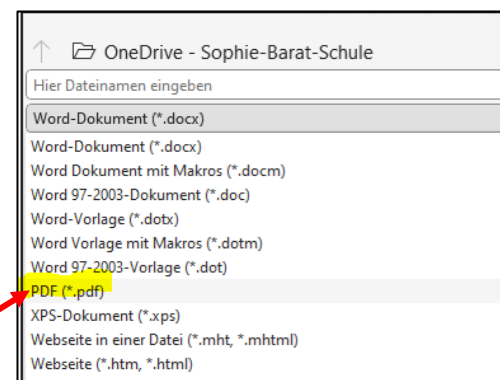 OneDrive - Sophie-Barat-Schule
Hier Dateinamen eingeben
Word-Dokument (*.docx)
Word-Dokument (*.docx)
Word Dokument mit Makros (*.docm)
Word 97-2003-Dokument (*.doc)
Word-Vorlage (*.dotx)
Word Vorlage mit Makros (*.dotm)
Word 97-2003-Vorlage (*.dot)
PDF (*.pdf)
XPS-Dokument (*.xps)
Webseite in einer Datei (*.mht, *.mhtml)
Webseite (*.htm, *.html)